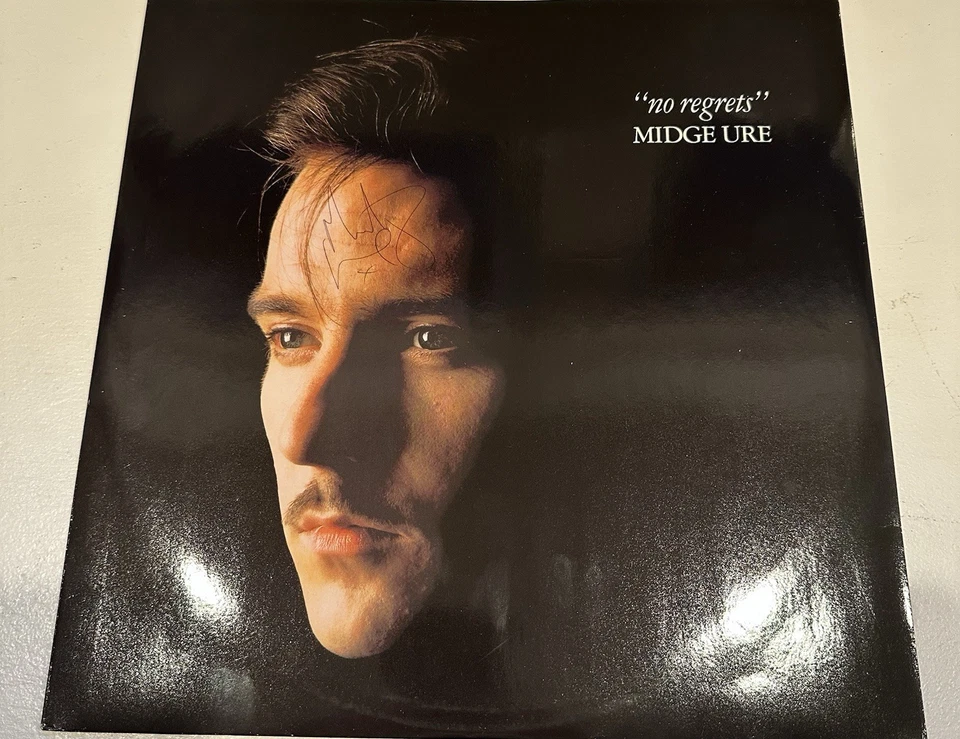 “no regrets”
MIDGE URE